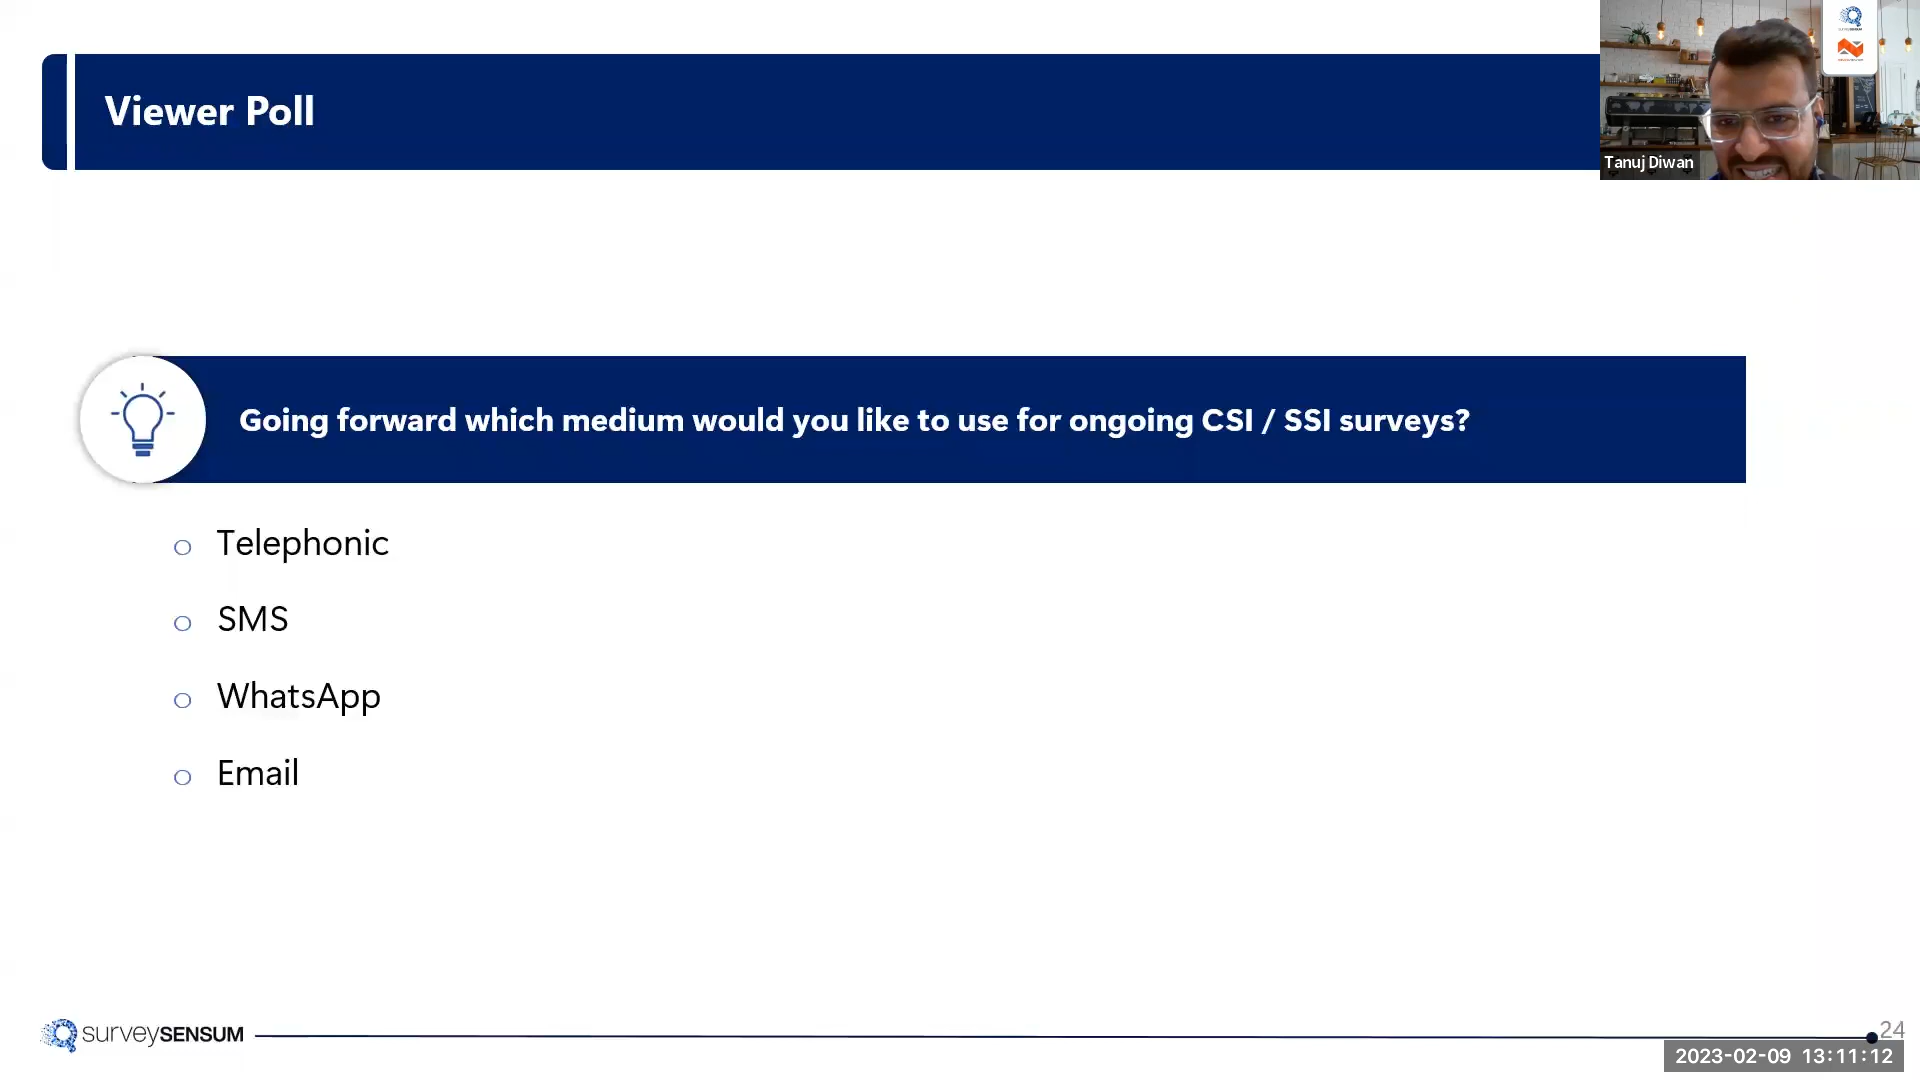 Viewer Poll
Tanuj Diwan
Going forward which medium would you like to use for ongoing CSI / SSI surveys?
Telephonic
SMS
WhatsApp
Email
surveySENSUM
24
2023-02-09 13:11:12